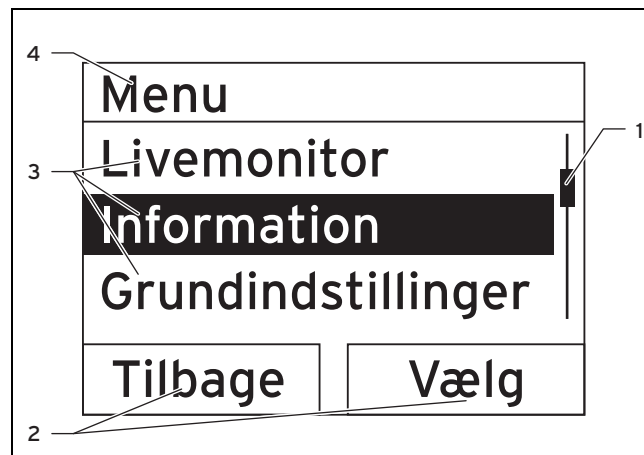 4
Menu
1
Livemonitor
3
Information
Grundindstillinger
Tilbage Vælg
2